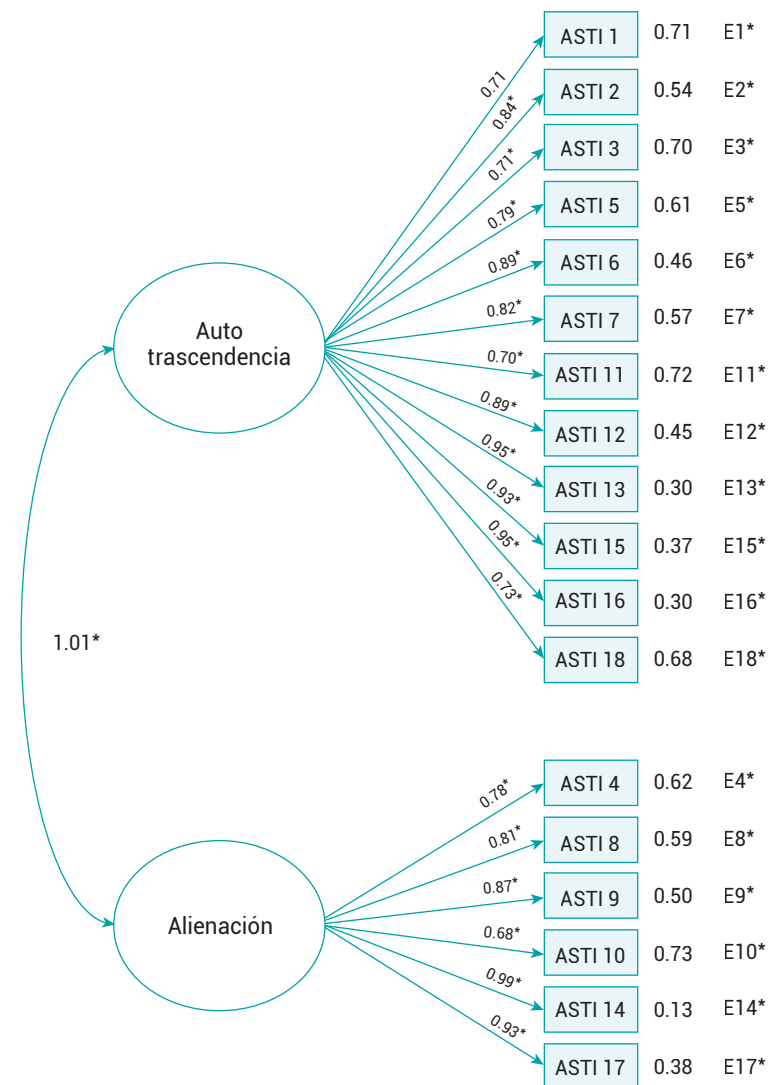 0.71 ASTI 1 0.71 E1*
0.84* ASTI 2 0.54 E2*
0.71* ASTI 3 0.70 E3*
0.79* ASTI 5 0.61 E5*
0.89* ASTI 6 0.46 E6*
0.82* ASTI 7 0.57 E7*
0.70* ASTI 11 0.72 E11*
0.89* ASTI 12 0.45 E12*
0.95* ASTI 13 0.30 E13*
0.93* ASTI 15 0.37 E15*
0.95* ASTI 16 0.30 E16*
0.73* ASTI 18 0.68 E18*
Auto
trascendencia
1.01*
0.78* ASTI 4 0.62 E4*
0.81* ASTI 8 0.59 E8*
0.87* ASTI 9 0.50 E9*
0.68* ASTI 10 0.73 E10*
0.99* ASTI 14 0.13 E14*
0.93* ASTI 17 0.38 E17*
Alienación